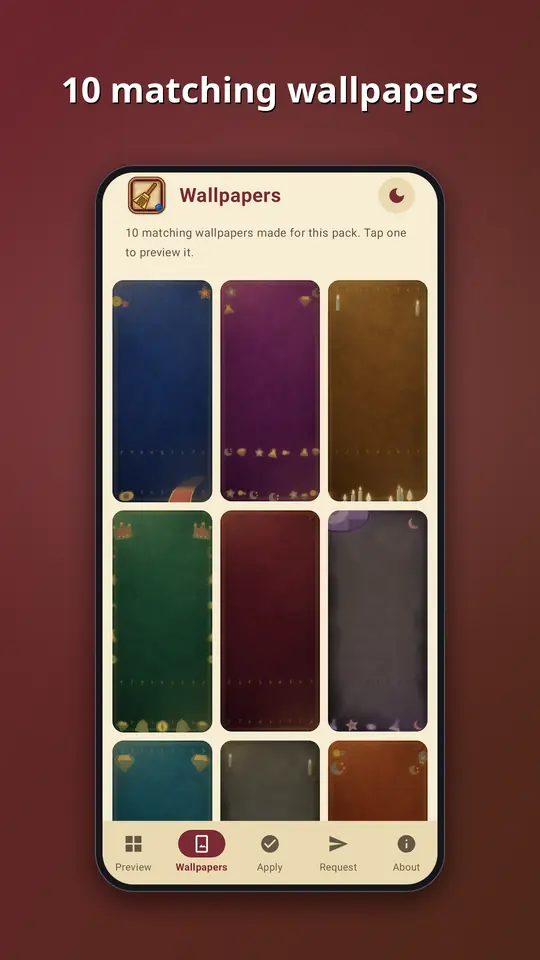 10 matching wallpapers
Wallpapers
10 matching wallpapers made for this pack. Tap one
to preview it.
Preview
Wallpapers
Apply
Request
About